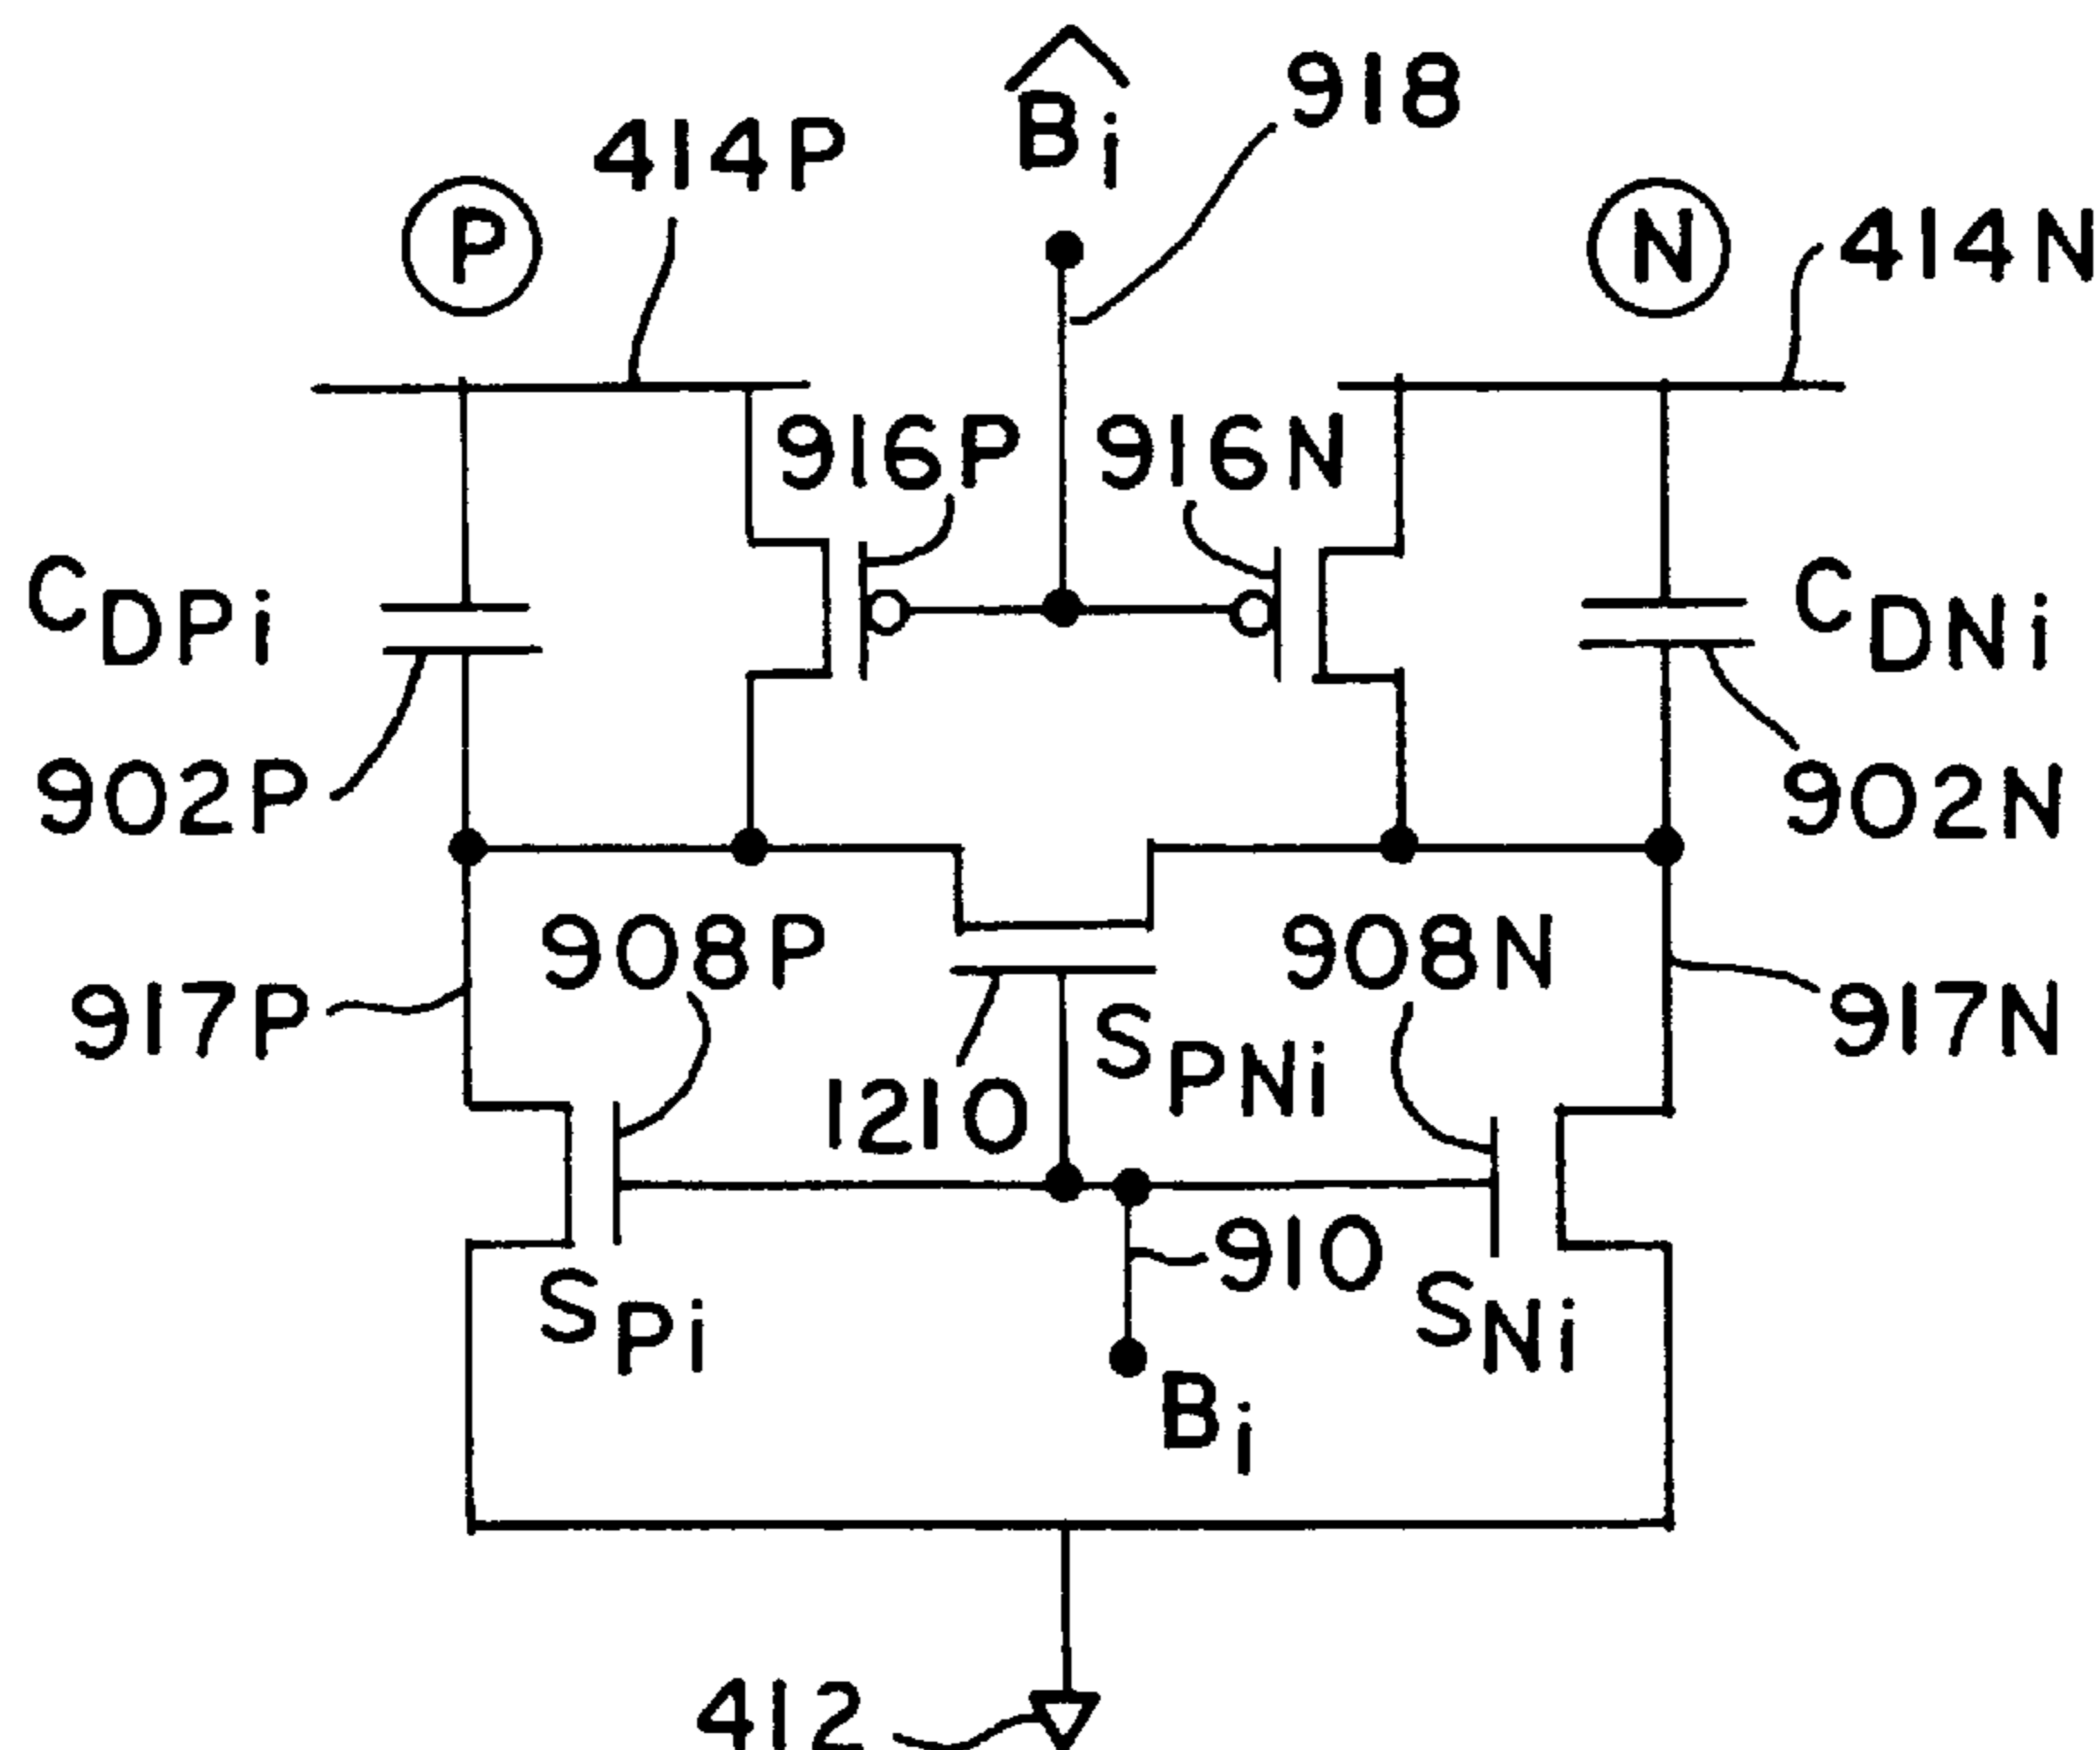 B̂i
918
414P
P
N
414N
916P
916N
CDPi
CDNi
902P
902N
908P
908N
917P
917N
SPNi
1210
910
SPi
SNi
Bi
412